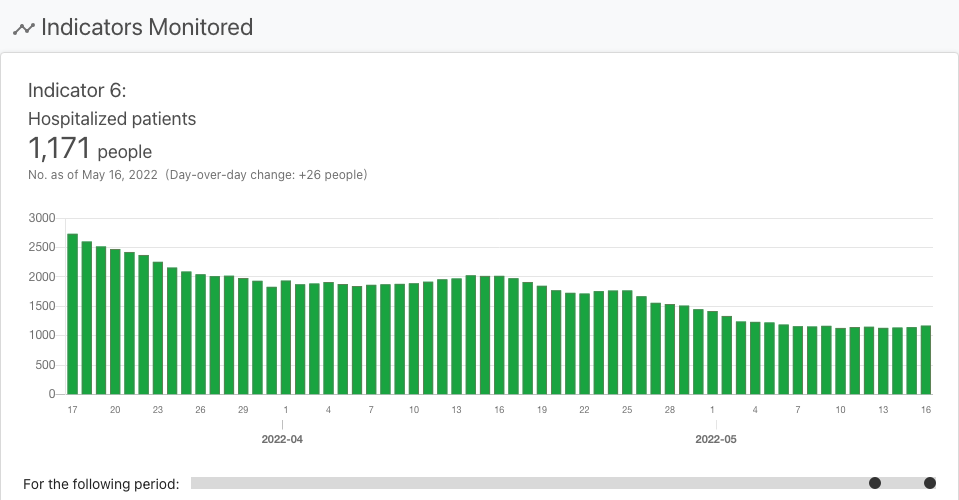 Indicators Monitored
Indicator 6:
Hospitalized patients
1,171 people
No. as of May 16, 2022 (Day-over-day change: +26 people)
3000
2500
2000
1500
1000
500
0
17 20 23 26 29 1 4 7 10 13 16 19 22 25 28 1 4 7 10 13 16
2022-04 2022-05
For the following period: